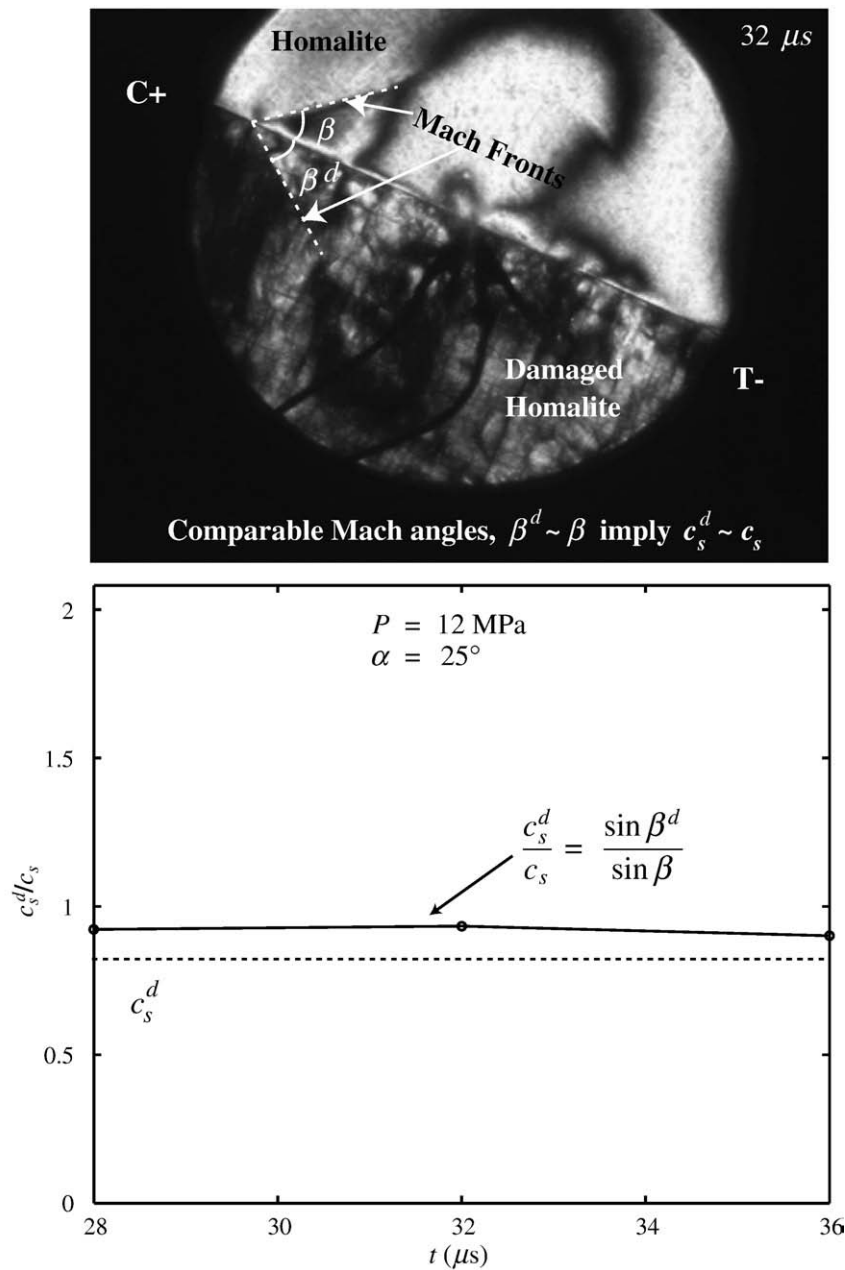 Homalite
32 μs
C+
β
Mach Fronts
β^d
Damaged
Homalite
T-
Comparable Mach angles, β^d ~ β imply c_s^d ~ c_s
2
P = 12 MPa
α = 25°
1.5
c_s^d / c_s = sin β^d / sin β
c_s^d/c_s
1
c_s^d
0.5
0
28
30
32
34
36
t (μs)